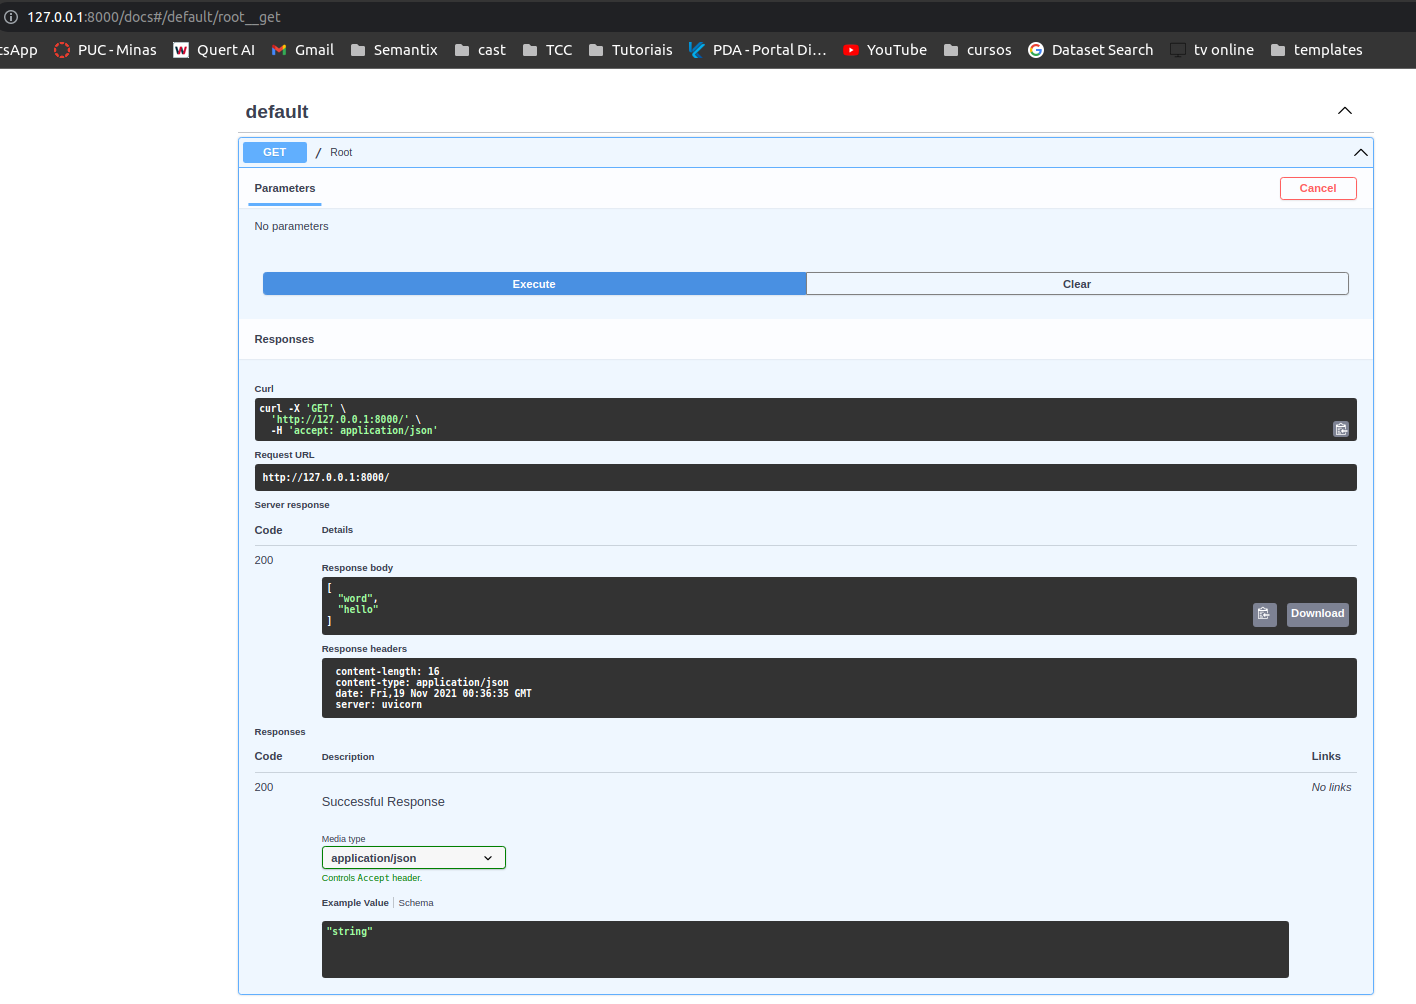 127.0.0.1:8000/docs#/default/root__get
tsApp PUC-Minas Quert AI Gmail Semantix cast TCC Tutoriais PDA - Portal Di... YouTube cursos Dataset Search tv online templates
default
GET / Root
Parameters Cancel
No parameters
Execute Clear
Responses
Curl
curl -X 'GET' \
'http://127.0.0.1:8000/' \
-H 'accept: application/json'
Request URL
http://127.0.0.1:8000/
Server response
Code Details
200
Response body
[
"word",
"hello"
]
Download
Response headers
content-length: 16
content-type: application/json
date: Fri,19 Nov 2021 00:36:35 GMT
server: uvicorn
Responses
Code Description Links
200 No links
Successful Response
Media type
application/json
Controls Accept header.
Example Value Schema
"string"